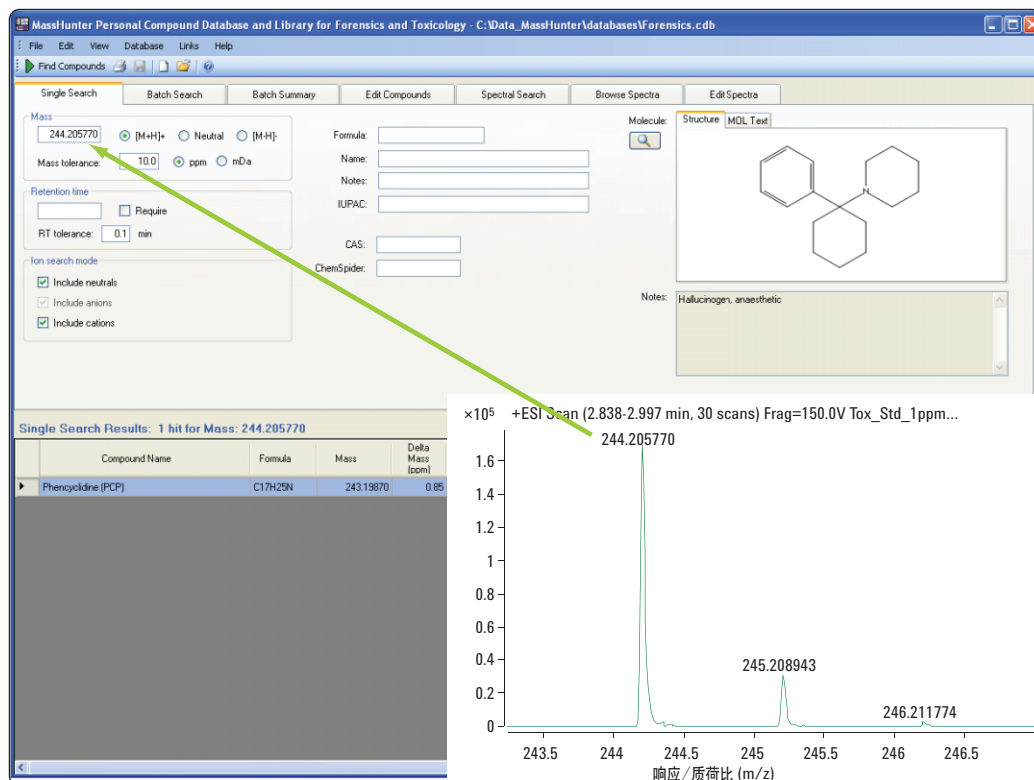 MassHunter Personal Compound Database and Library for Forensics and Toxicology - C:\Data_MassHunter\databases\Forensics.cdb
File Edit View Database Links Help
Find Compounds
Single Search Batch Search Batch Summary Edit Compounds Spectral Search Browse Spectra Edit Spectra
Mass
244.205770 [M+H]+ Neutral [M-H]-
Mass tolerance: 10.0 ppm mDa
Retention time
Require
RT tolerance: 0.1 min
Ion search mode
Include neutrals
Include anions
Include cations
Formula:
Name:
Notes:
IUPAC:
CAS:
ChemSpider:
Molecule:
Structure MOL Text
N
Notes: Hallucinogen, anaesthetic
Single Search Results: 1 hit for Mass: 244.205770
Compound Name Formula Mass Delta Mass (ppm)
Phencyclidine (PCP) C17H25N 243.19870 0.85
×10⁵ +ESI Scan (2.838-2.997 min, 30 scans) Frag=150.0V Tox_Std_1ppm...
244.205770
245.208943
246.211774
1.6
1.4
1.2
1
0.8
0.6
0.4
0.2
0
243.5 244 244.5 245 245.5 246 246.5
响应/质荷比 (m/z)